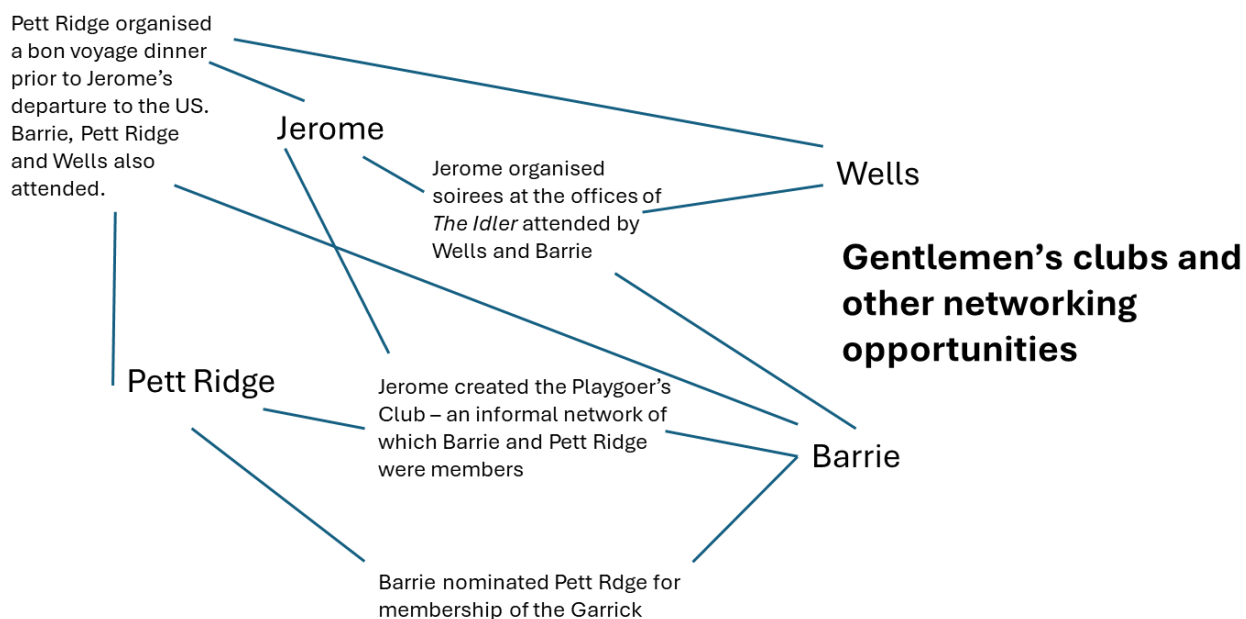 Pett Ridge organised
a bon voyage dinner
prior to Jerome’s
departure to the US.
Barrie, Pett Ridge
and Wells also
attended.
Jerome
Jerome organised
soirees at the offices of
The Idler attended by
Wells and Barrie
Wells
Gentlemen’s clubs and
other networking
opportunities
Pett Ridge
Jerome created the Playgoer’s
Club – an informal network of
which Barrie and Pett Ridge
were members
Barrie
Barrie nominated Pett Rdge for
membership of the Garrick